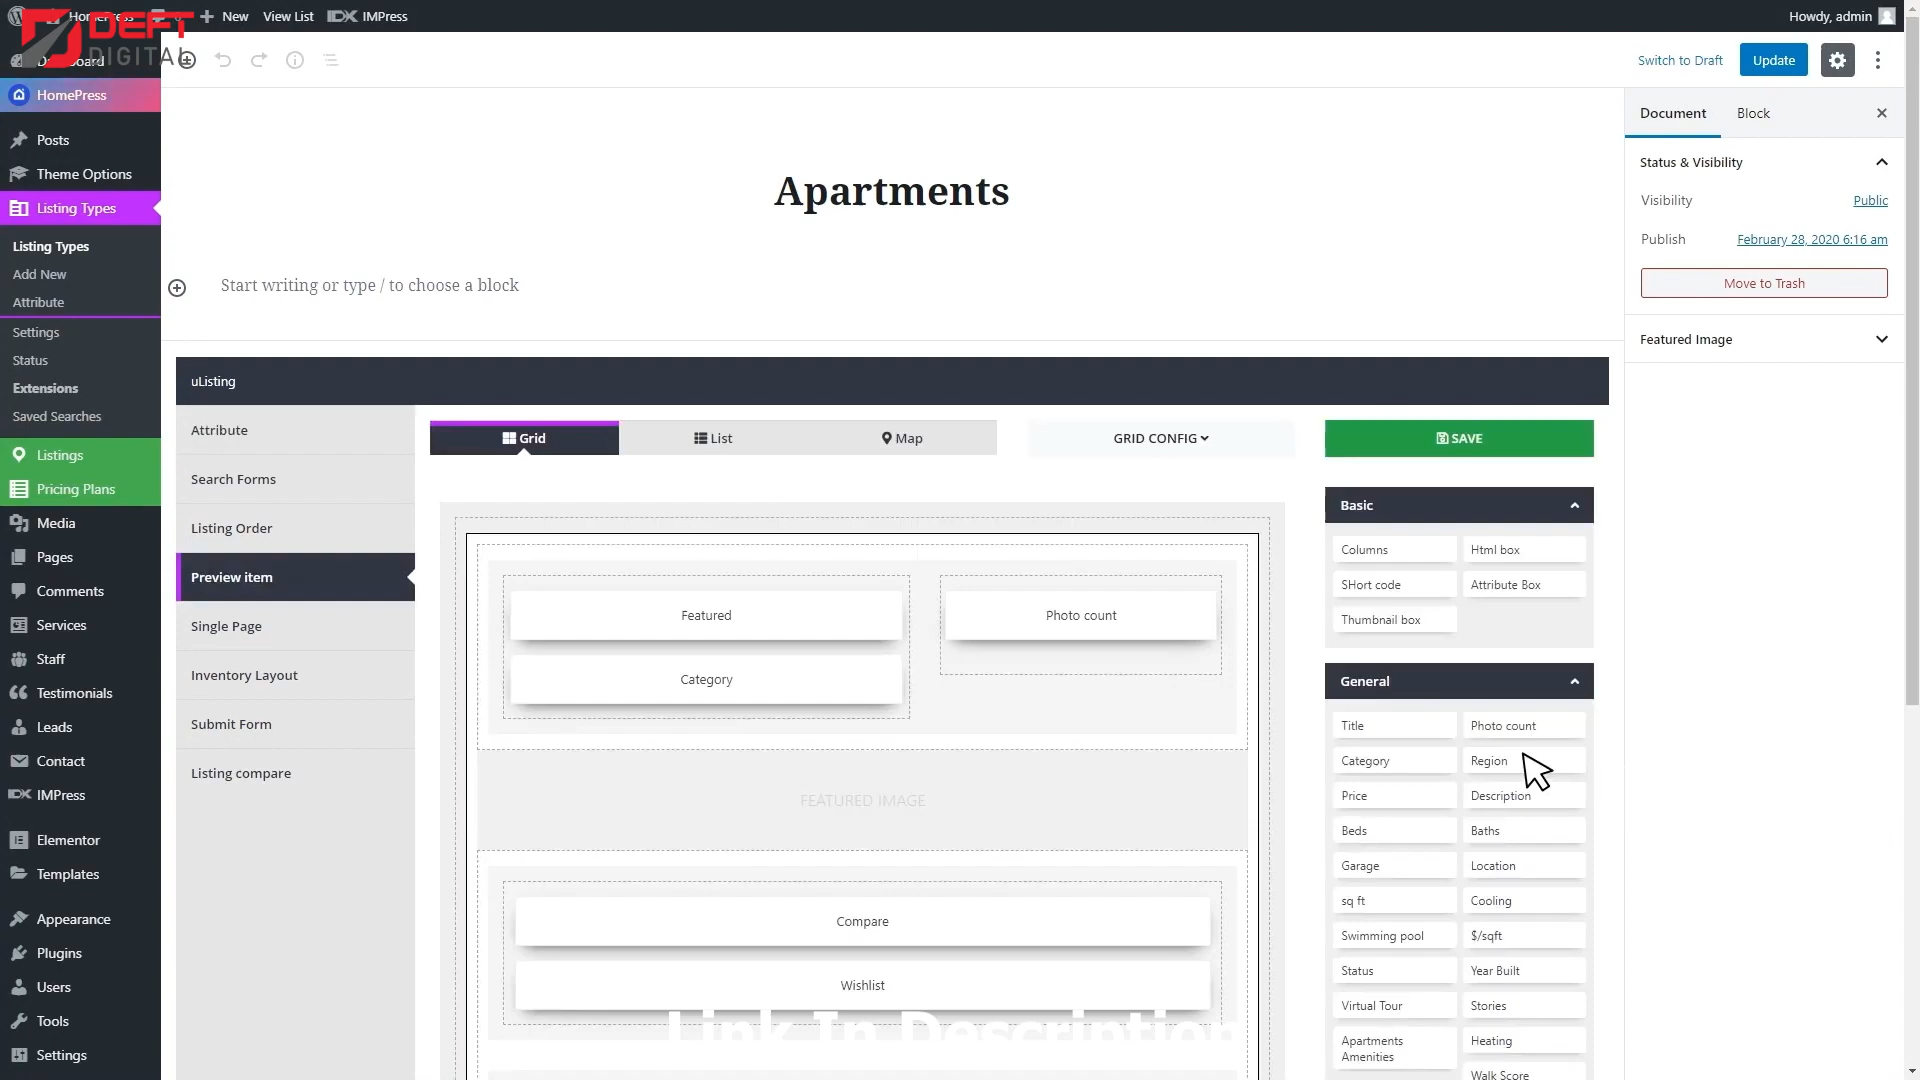 HomePress
New
View List
IMPress
Howdy, admin
DEFT
DIGITAL
Switch to Draft
Update
HomePress
Posts
Theme Options
Listing Types
Listing Types
Add New
Attribute
Settings
Status
Extensions
Saved Searches
Listings
Pricing Plans
Media
Pages
Comments
Services
Staff
Testimonials
Leads
Contact
IMPress
Elementor
Templates
Appearance
Plugins
Users
Tools
Settings
Apartments
Start writing or type / to choose a block
uListing
Attribute
Search Forms
Listing Order
Preview item
Single Page
Inventory Layout
Submit Form
Listing compare
Grid
List
Map
GRID CONFIG
SAVE
Featured
Category
Photo count
FEATURED IMAGE
Compare
Wishlist
Link In Description
Basic
Columns
Html box
SHort code
Attribute Box
Thumbnail box
General
Title
Photo count
Category
Region
Price
Description
Beds
Baths
Garage
Location
sq ft
Cooling
Swimming pool
$/sqft
Status
Year Built
Virtual Tour
Stories
Apartments
Amenities
Heating
Walk Score
Document
Block
Status & Visibility
Visibility
Public
Publish
February 28, 2020 6:16 am
Move to Trash
Featured Image